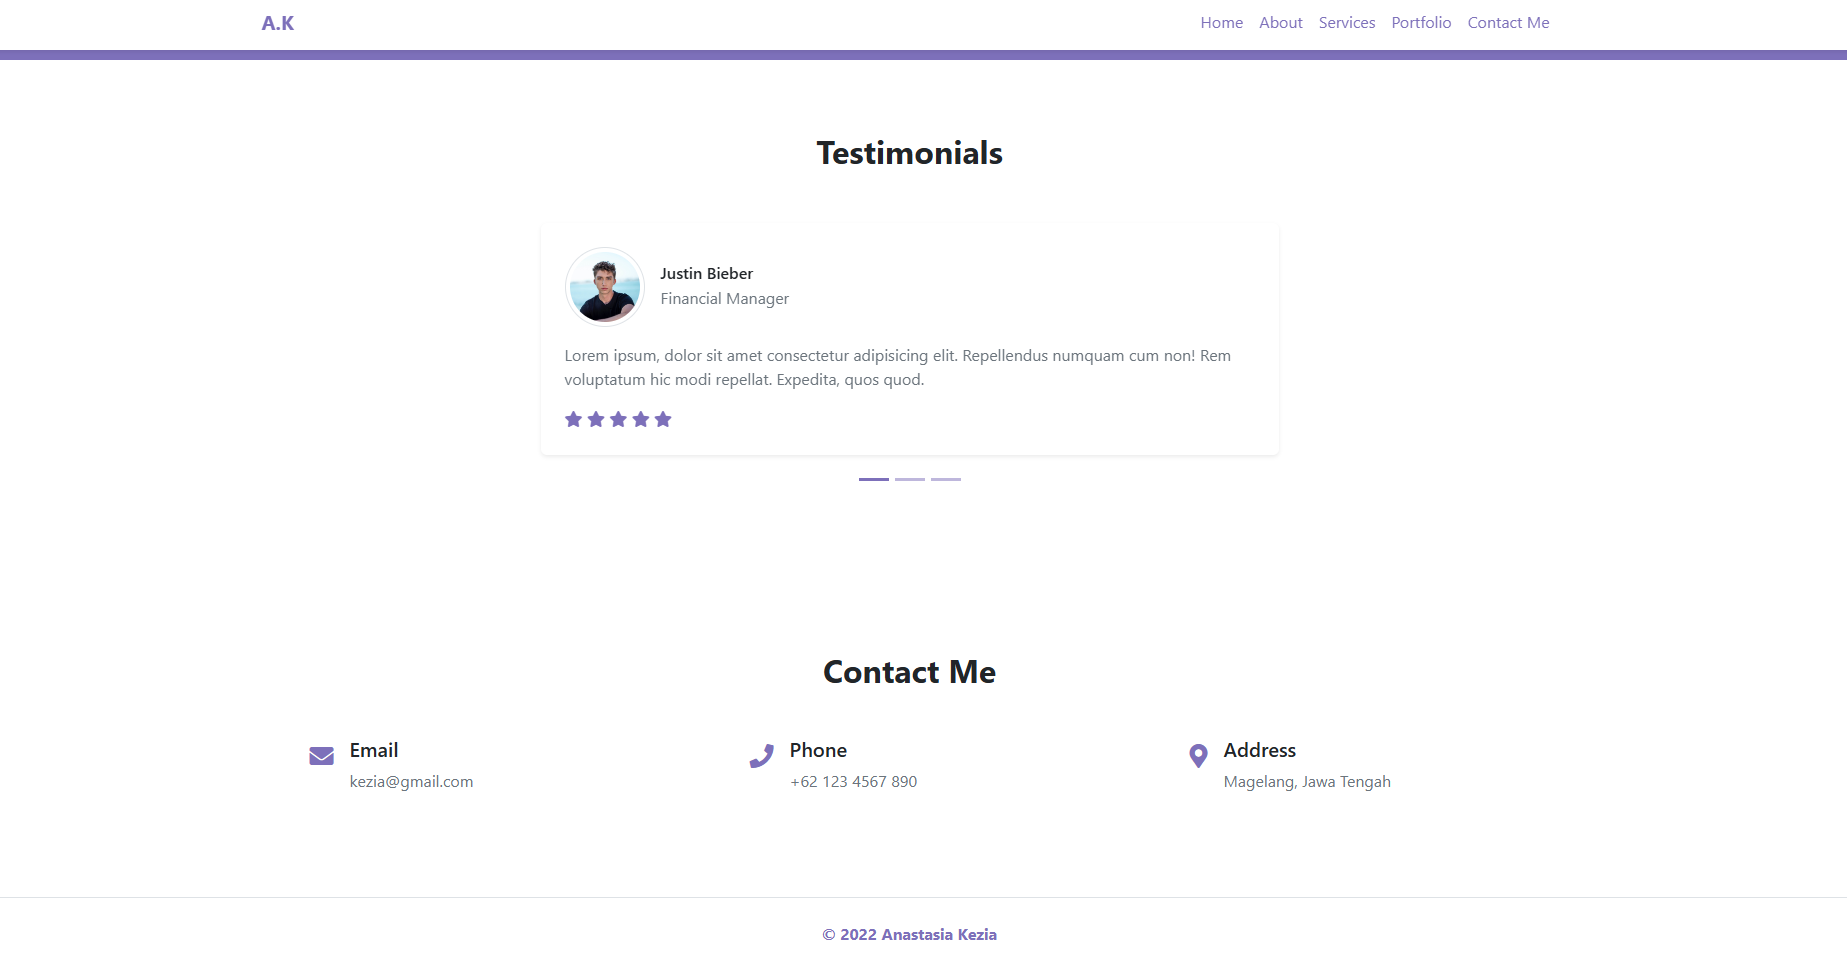 A.K
Home About Services Portfolio Contact Me
Testimonials
Justin Bieber
Financial Manager
Lorem ipsum, dolor sit amet consectetur adipisicing elit. Repellendus numquam cum non! Rem
voluptatum hic modi repellat. Expedita, quos quod.
Contact Me
Email
kezia@gmail.com
Phone
+62 123 4567 890
Address
Magelang, Jawa Tengah
© 2022 Anastasia Kezia